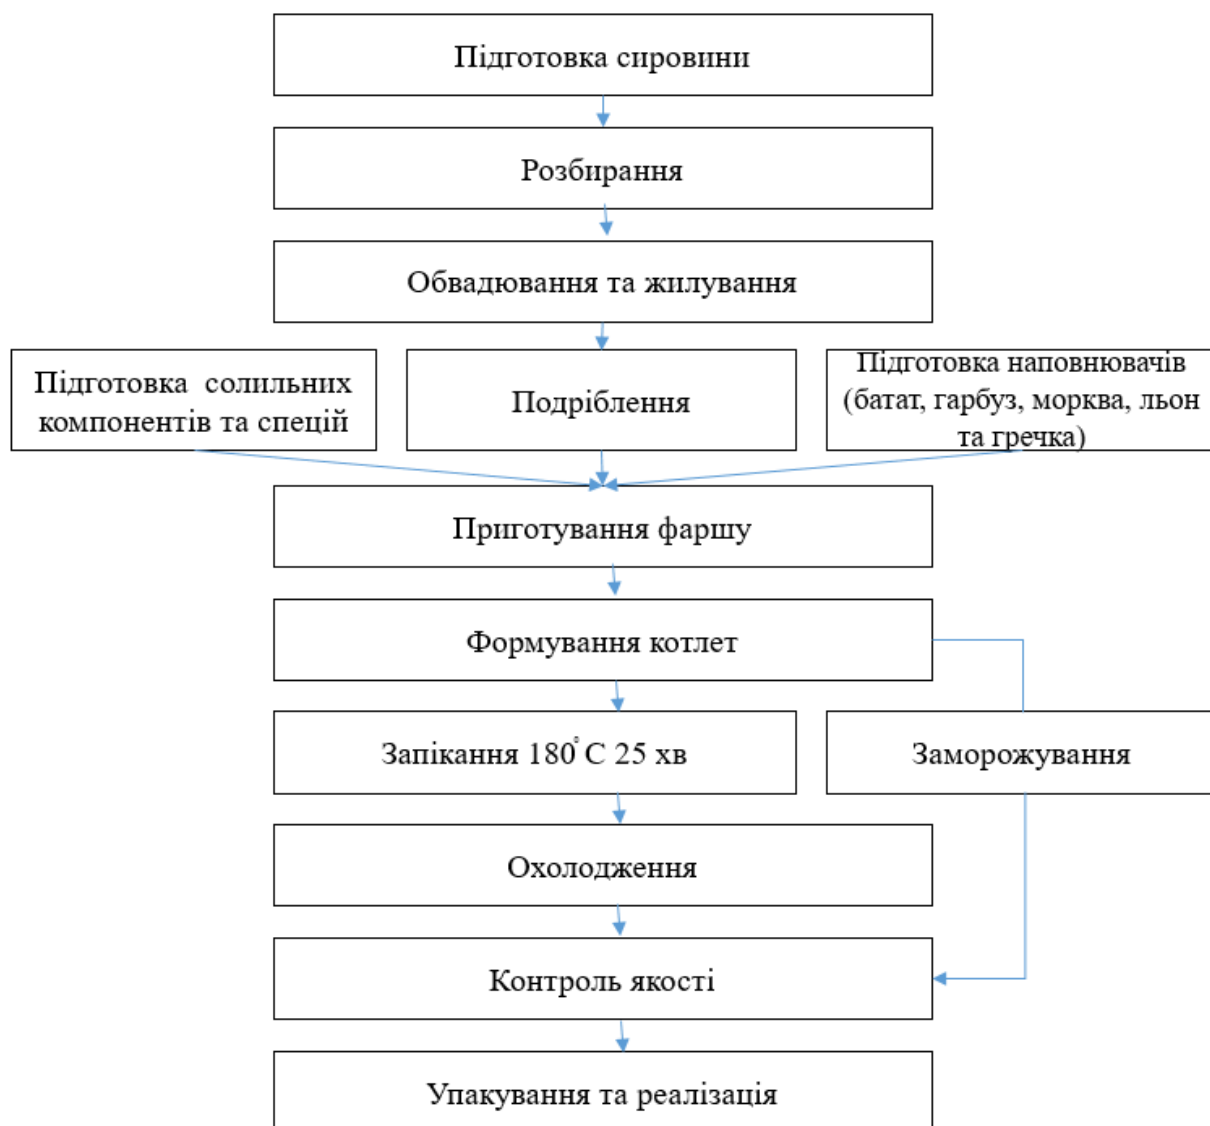 Підготовка сировини
Розбирання
Обвадювання та жилування
Підготовка солильних
компонентів та спецій
Подріблення
Підготовка наповнювачів
(батат, гарбуз, морква, льон
та гречка)
Приготування фаршу
Формування котлет
Запікання 180° С 25 хв
Заморожування
Охолодження
Контроль якості
Упакування та реалізація